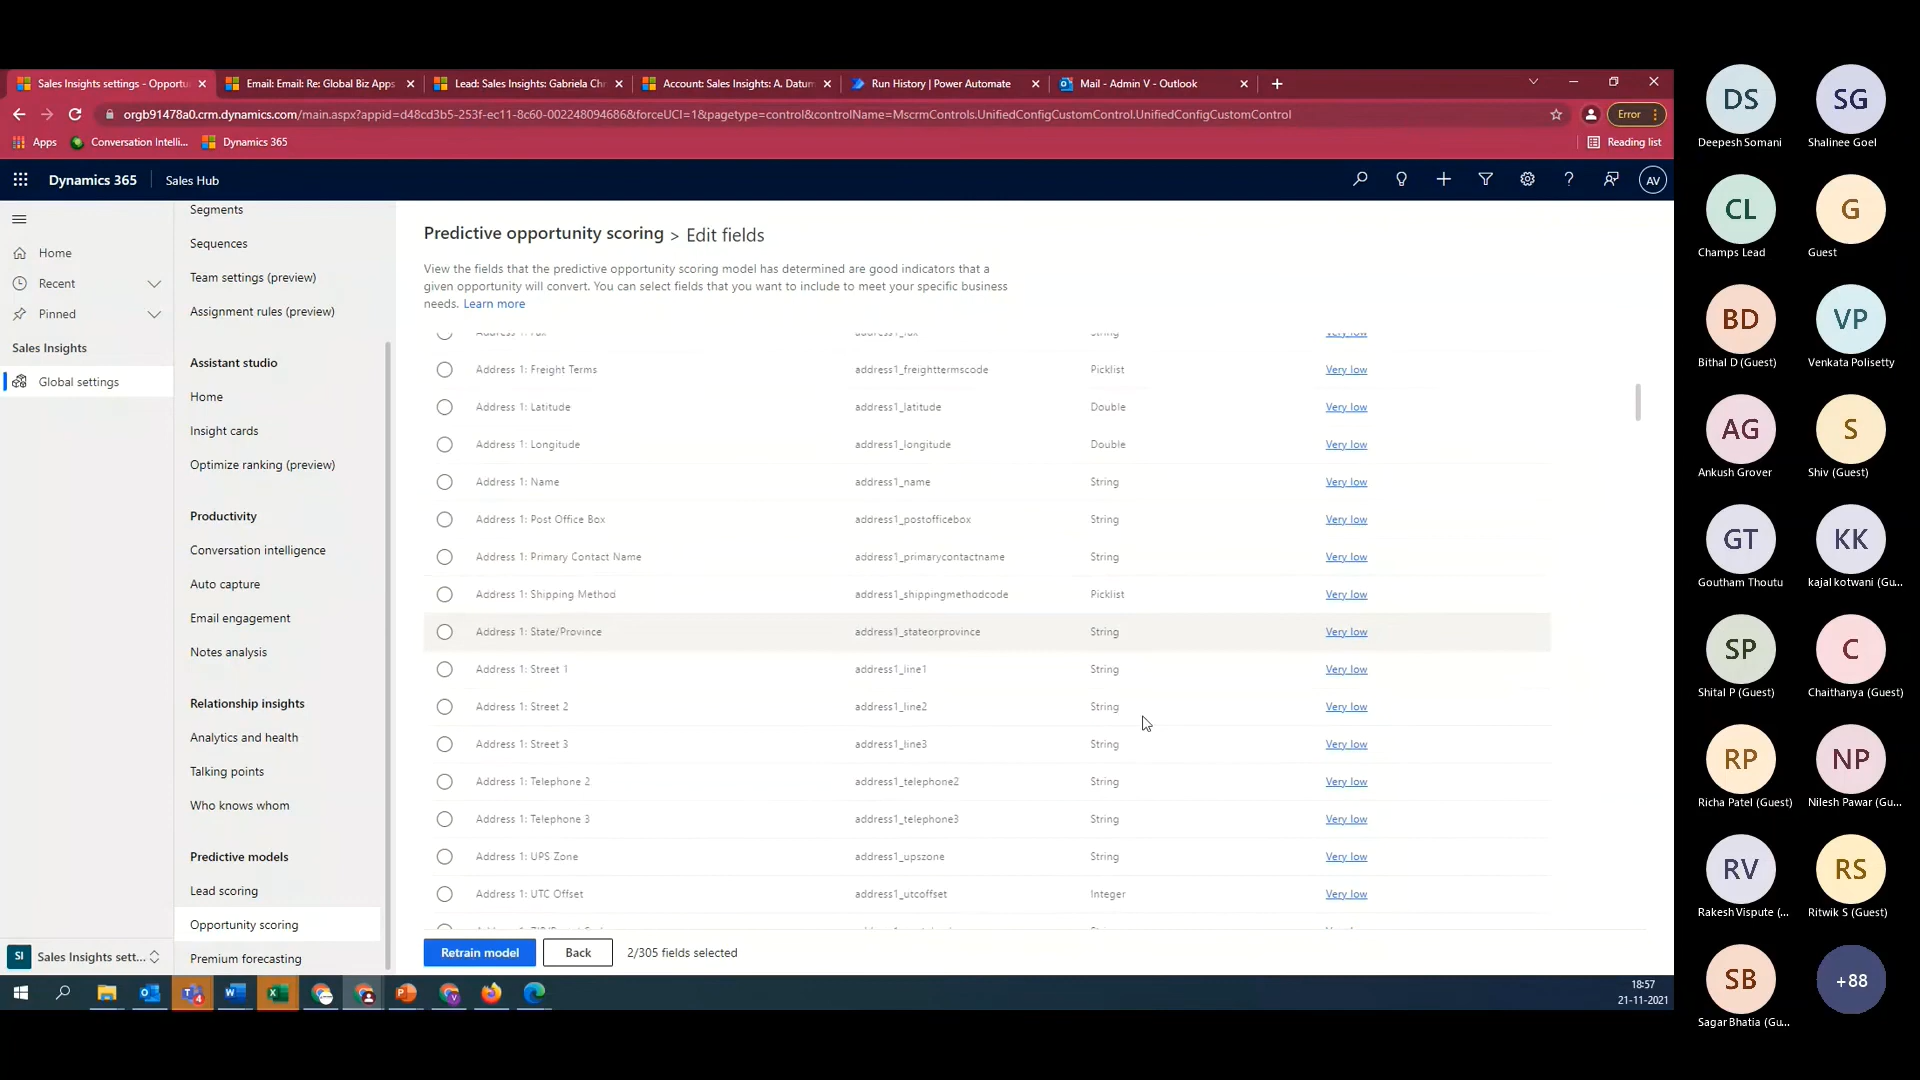 Sales Insights settings - Opportu
Email: Email: Re: Global Biz Apps
Lead: Sales Insights: Gabriela Chr
Account: Sales Insights: A. Datum
Run History | Power Automate
Mail - Admin V - Outlook
orgb91478a0.crm.dynamics.com/main.aspx?appid=d48cd3b5-253f-ec11-8c60-002248094686&forceUCI=1&pagetype=control&controlName=MscrmControls.UnifiedConfigCustomControl.UnifiedConfigCustomControl
Error
Apps
Conversation Intelli...
Dynamics 365
Reading list
Dynamics 365
Sales Hub
AV
Home
Recent
Pinned
Sales Insights
Global settings
SI Sales Insights sett...
Segments
Sequences
Team settings (preview)
Assignment rules (preview)
Assistant studio
Home
Insight cards
Optimize ranking (preview)
Productivity
Conversation intelligence
Auto capture
Email engagement
Notes analysis
Relationship insights
Analytics and health
Talking points
Who knows whom
Predictive models
Lead scoring
Opportunity scoring
Premium forecasting
Predictive opportunity scoring > Edit fields
View the fields that the predictive opportunity scoring model has determined are good indicators that a
given opportunity will convert. You can select fields that you want to include to meet your specific business
needs. Learn more
Address 1: Fax address1_fax String Very low
Address 1: Freight Terms address1_freighttermscode Picklist Very low
Address 1: Latitude address1_latitude Double Very low
Address 1: Longitude address1_longitude Double Very low
Address 1: Name address1_name String Very low
Address 1: Post Office Box address1_postofficebox String Very low
Address 1: Primary Contact Name address1_primarycontactname String Very low
Address 1: Shipping Method address1_shippingmethodcode Picklist Very low
Address 1: State/Province address1_stateorprovince String Very low
Address 1: Street 1 address1_line1 String Very low
Address 1: Street 2 address1_line2 String Very low
Address 1: Street 3 address1_line3 String Very low
Address 1: Telephone 2 address1_telephone2 String Very low
Address 1: Telephone 3 address1_telephone3 String Very low
Address 1: UPS Zone address1_upszone String Very low
Address 1: UTC Offset address1_utcoffset Integer Very low
Retrain model
Back
2/305 fields selected
4
18:57
21-11-2021
DS
Deepesh Somani
SG
Shalinee Goel
CL
Champs Lead
G
Guest
BD
Bithal D (Guest)
VP
Venkata Polisetty
AG
Ankush Grover
S
Shiv (Guest)
GT
Goutham Thoutu
KK
kajal kotwani (Gu...
SP
Shital P (Guest)
C
Chaithanya (Guest)
RP
Richa Patel (Guest)
NP
Nilesh Pawar (Gu...
RV
Rakesh Vispute (...
RS
Ritwik S (Guest)
SB
Sagar Bhatia (Gu...
+88